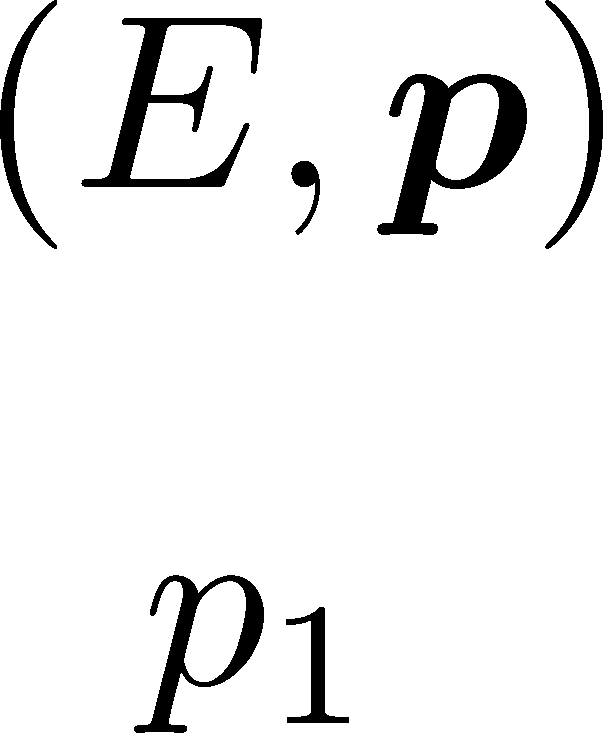 (E, p)
p₁